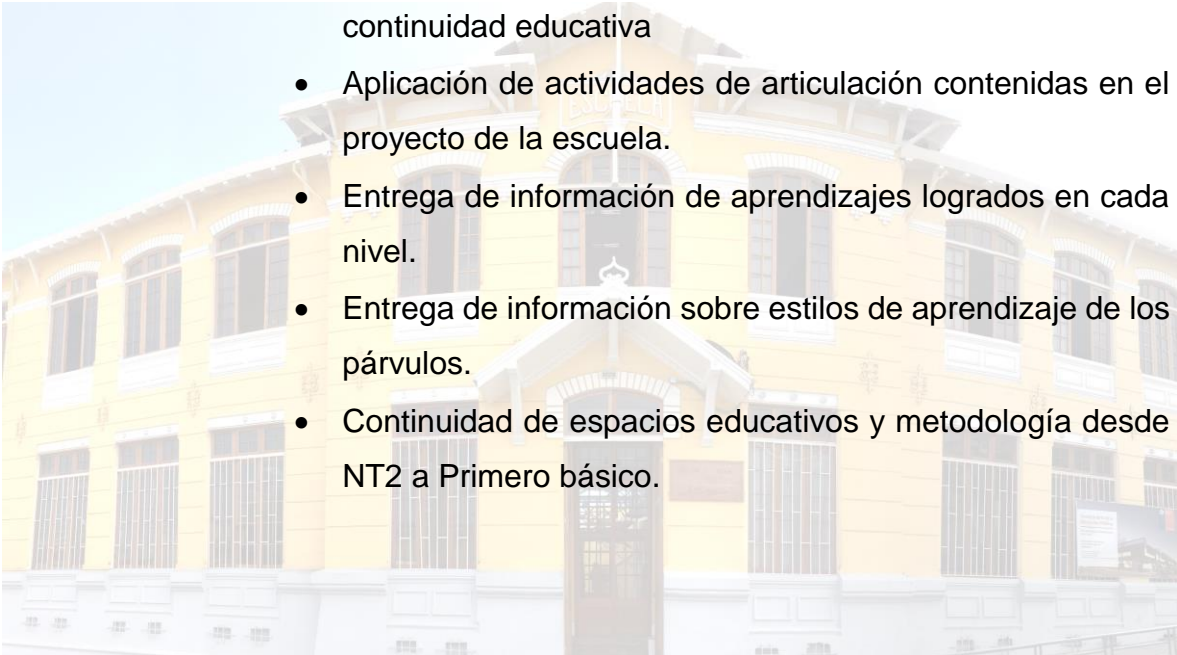 continuidad educativa
• Aplicación de actividades de articulación contenidas en el
proyecto de la escuela.
• Entrega de información de aprendizajes logrados en cada
nivel.
• Entrega de información sobre estilos de aprendizaje de los
párvulos.
• Continuidad de espacios educativos y metodología desde
NT2 a Primero básico.
ESCUELA